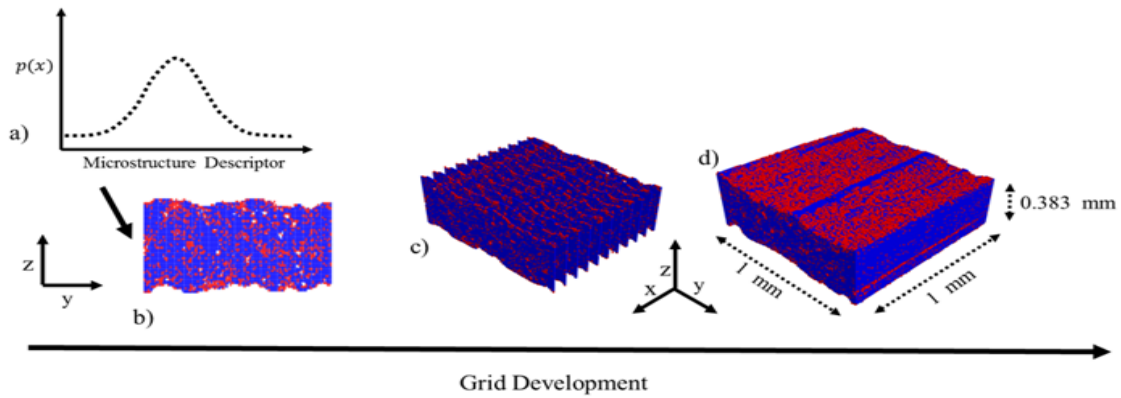 p(x)
a)
Microstructure Descriptor
z
y
b)
c)
z
x
y
d)
0.383 mm
1 mm
1 mm
Grid Development